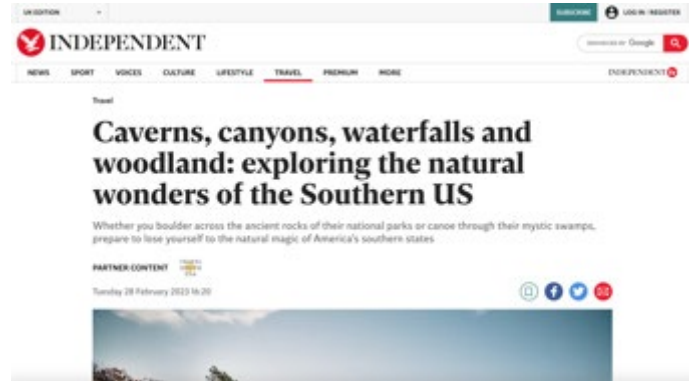 UK EDITION
SUBSCRIBE
LOG IN / REGISTER
INDEPENDENT
Google
NEWS SPORT VOICES CULTURE LIFESTYLE TRAVEL PREMIUM MORE
INDEPENDENT
Travel
Caverns, canyons, waterfalls and
woodland: exploring the natural
wonders of the Southern US
Whether you boulder across the ancient rocks of their national parks or canoe through their mystic swamps,
prepare to lose yourself to the natural magic of America's southern states
PARTNER CONTENT
Tuesday 28 February 2023 16:20